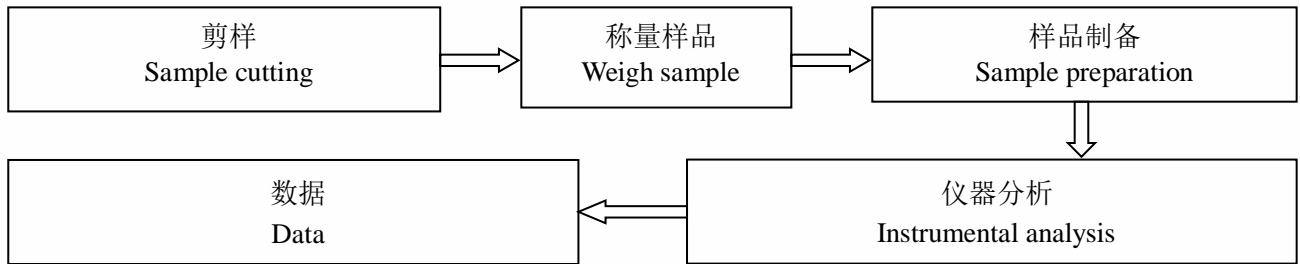 剪样
Sample cutting
称量样品
Weigh sample
样品制备
Sample preparation
仪器分析
Instrumental analysis
数据
Data